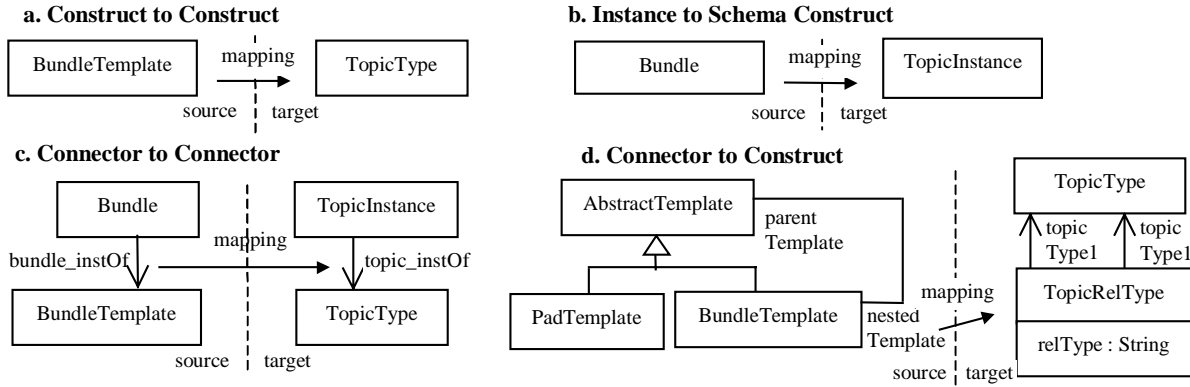 a. Construct to Construct
BundleTemplate
mapping
TopicType
source
target
b. Instance to Schema Construct
Bundle
mapping
TopicInstance
source
target
c. Connector to Connector
Bundle
TopicInstance
mapping
bundle_instOf
topic_instOf
BundleTemplate
TopicType
source
target
d. Connector to Construct
AbstractTemplate
parent
Template
PadTemplate
BundleTemplate
nested
Template
mapping
source
target
TopicType
topic
Type1
topic
Type1
TopicRelType
relType : String